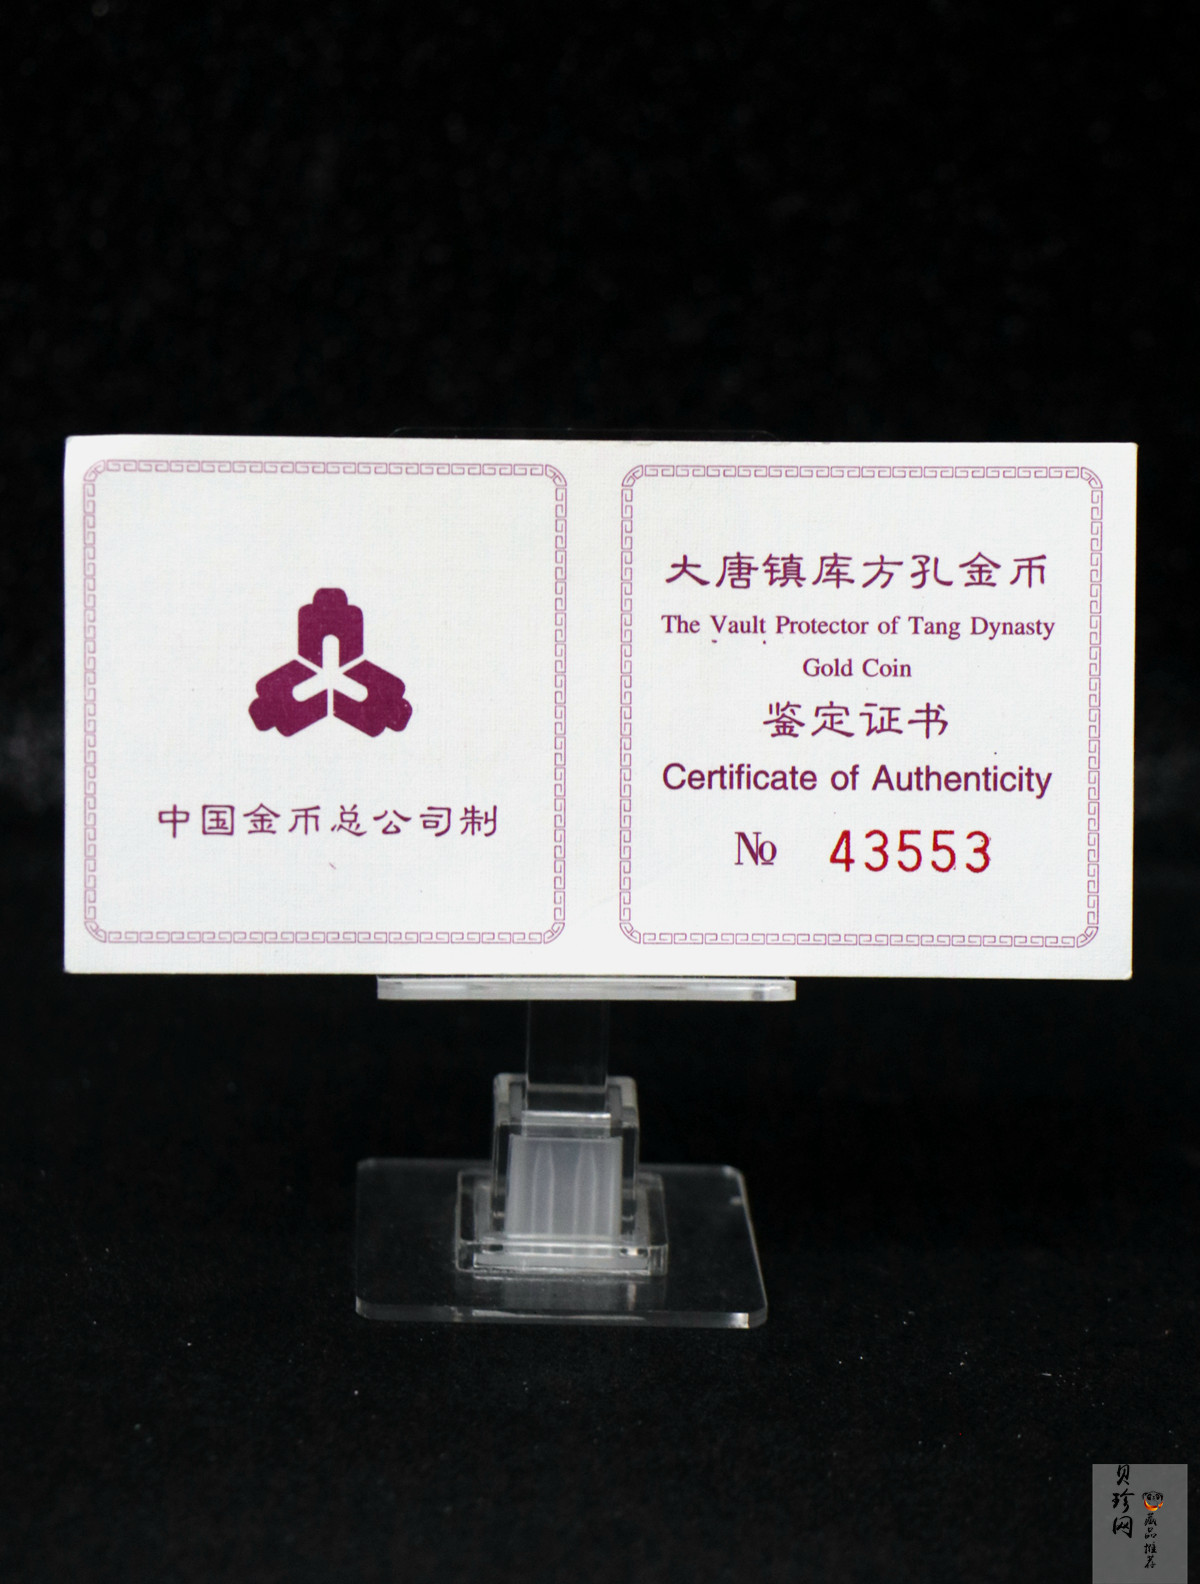 中国金币总公司制
大唐镇库方孔金币
The Vault Protector of Tang Dynasty
Gold Coin
鉴定证书
Certificate of Authenticity
№ 43553
贝珍网
藏品推荐